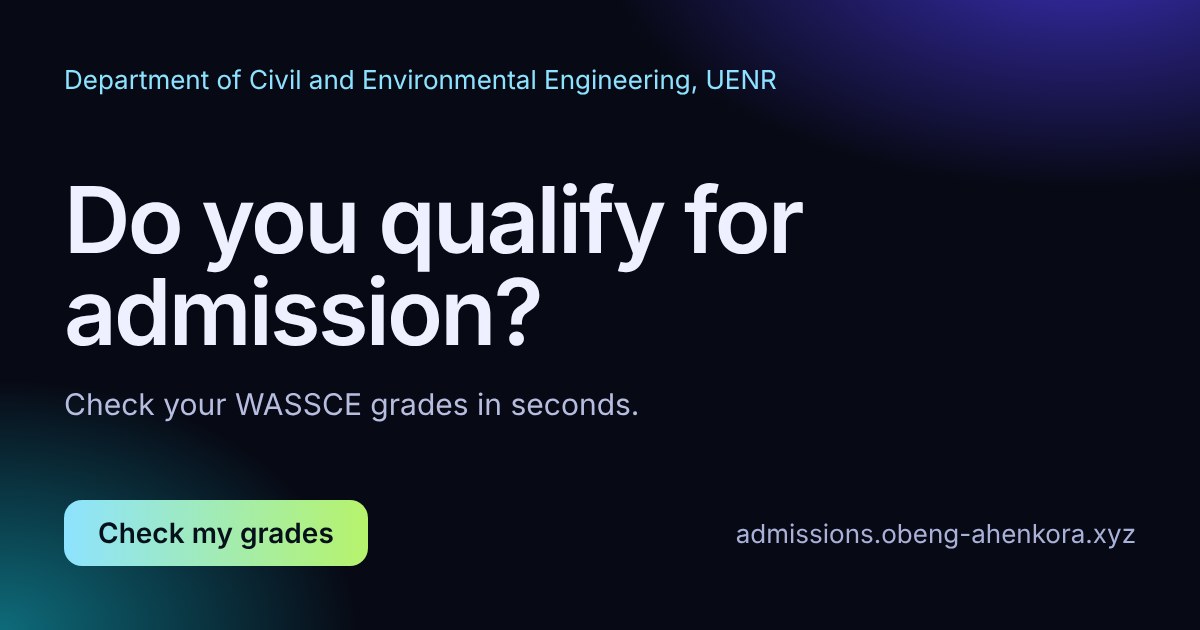 Department of Civil and Environmental Engineering, UENR
Do you qualify for
admission?
Check your WASSCE grades in seconds.
Check my grades
admissions.obeng-ahenkora.xyz